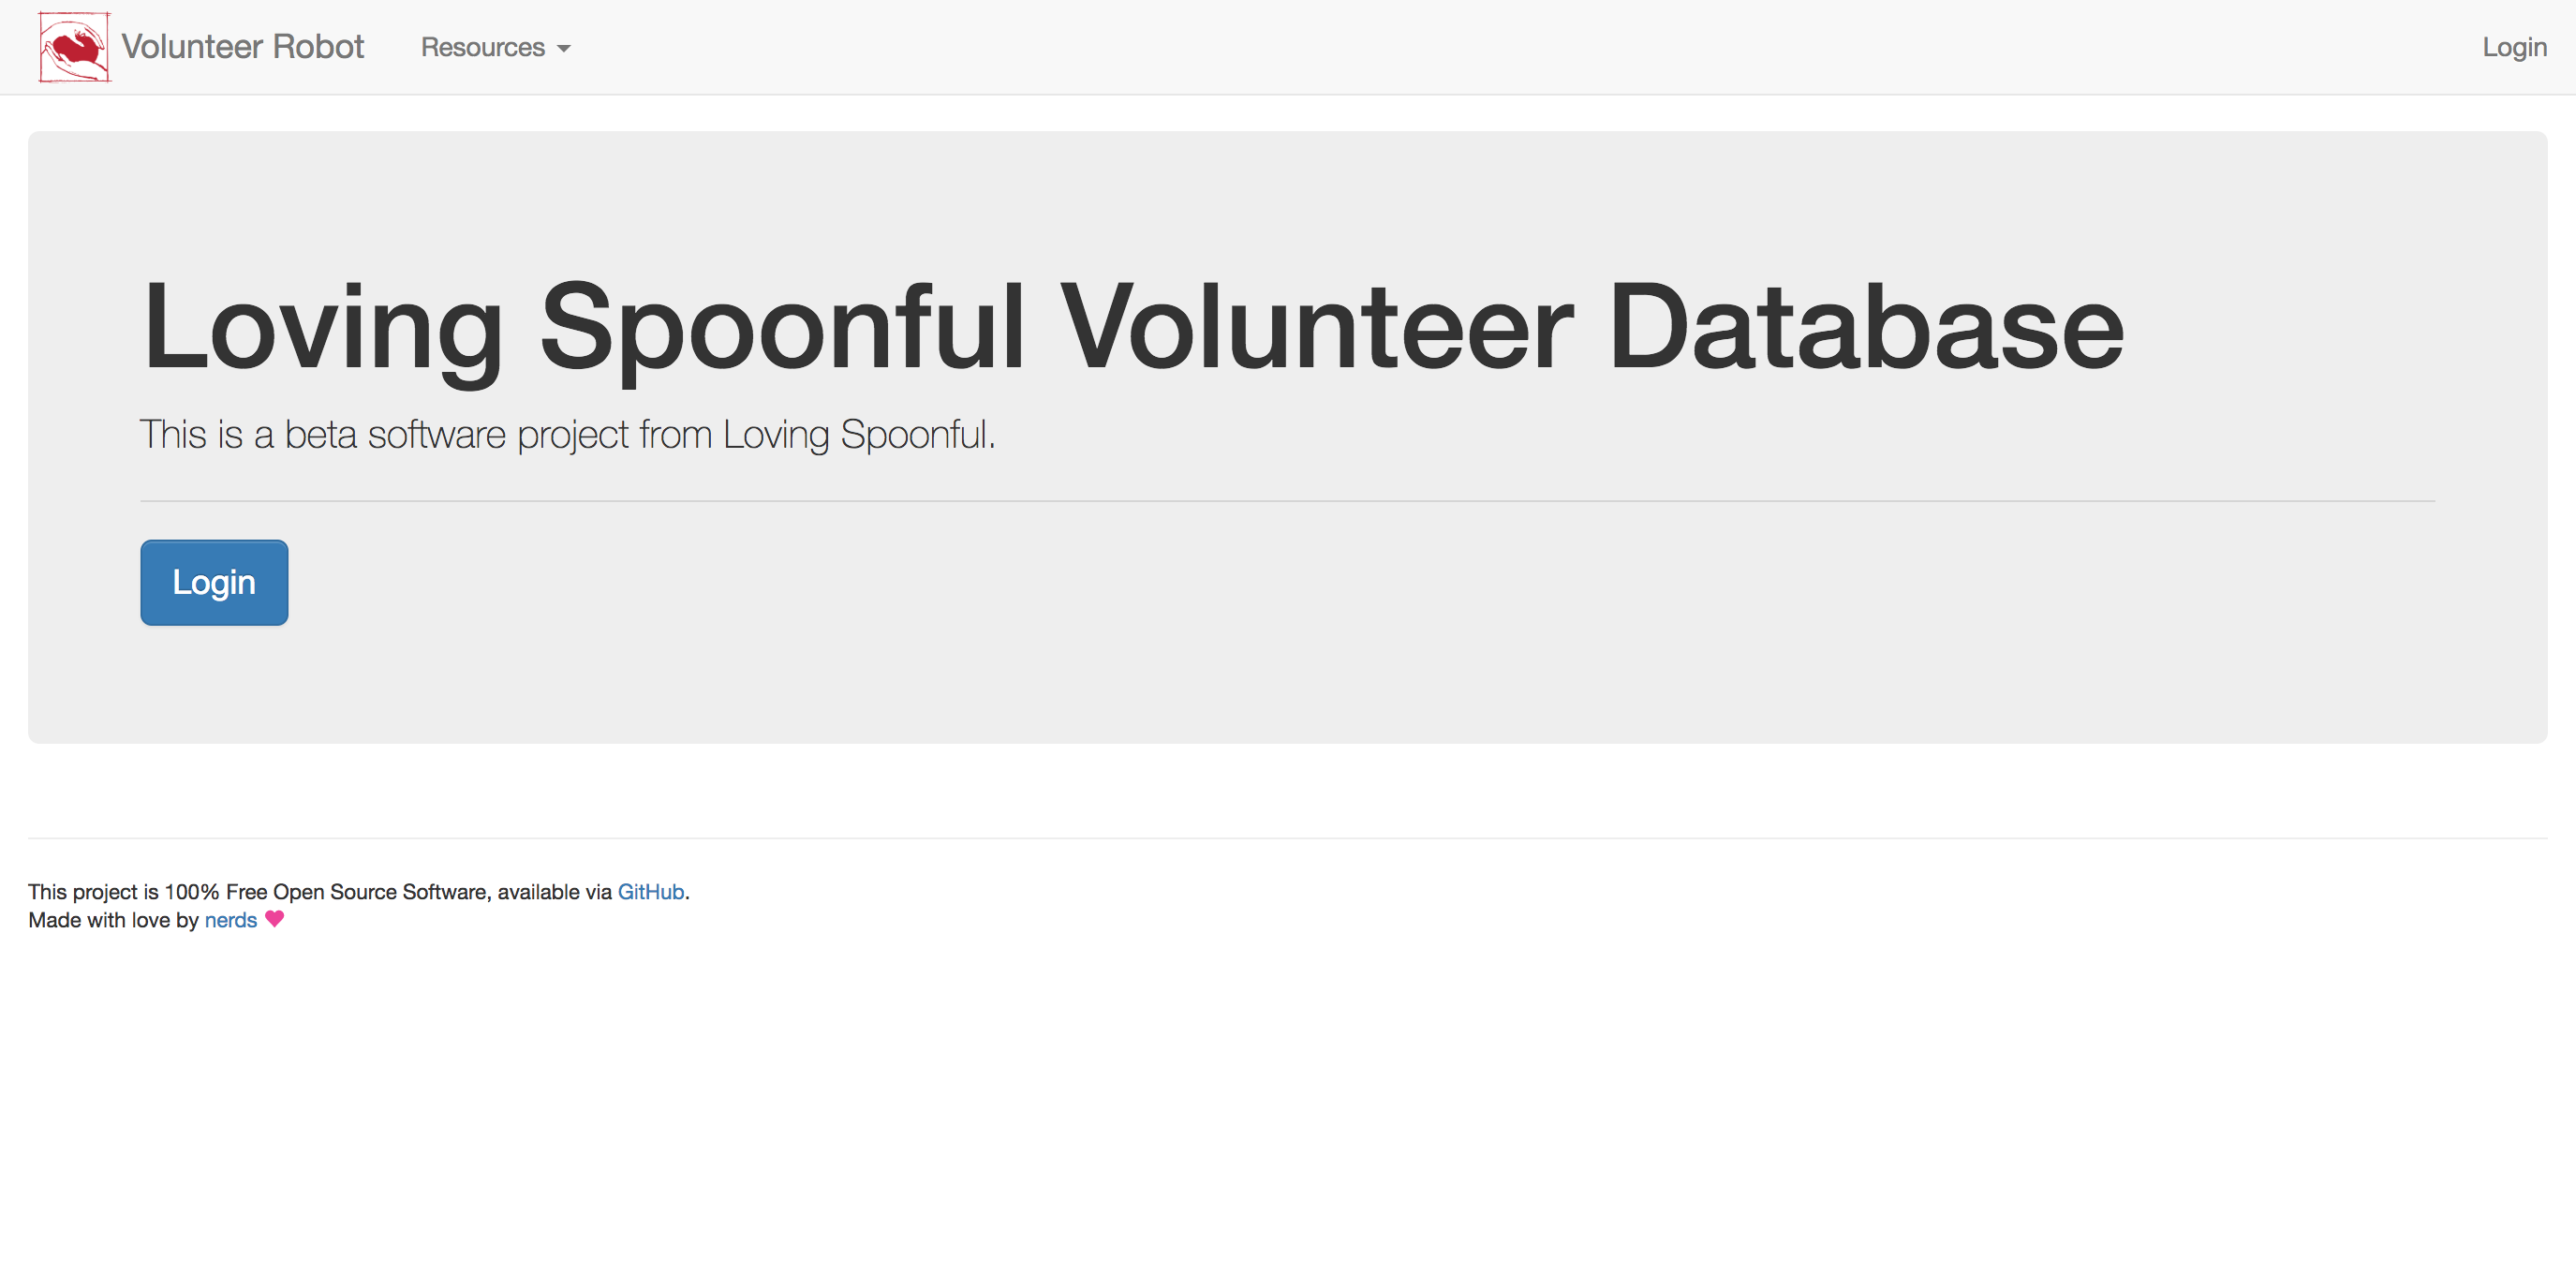 Volunteer Robot Resources Login
Loving Spoonful Volunteer Database
This is a beta software project from Loving Spoonful.
Login
This project is 100% Free Open Source Software, available via GitHub.
Made with love by nerds